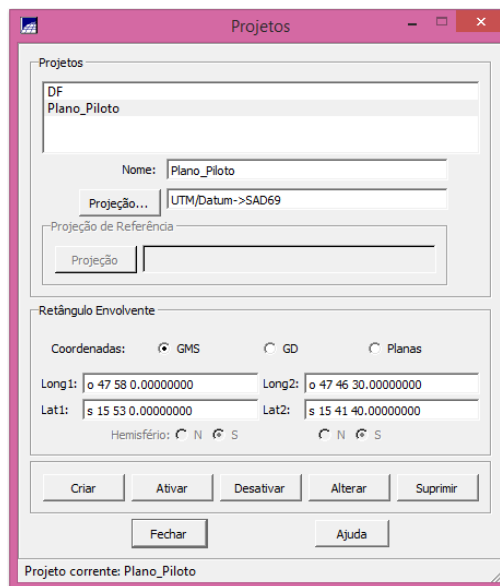 Projetos
Projetos
DF
Plano_Piloto
Nome: Plano_Piloto
Projeção... UTM/Datum->SAD69
Projeção de Referência
Projeção
Retângulo Envolvente
Coordenadas: GMS GD Planas
Long1: o 47 58 0.00000000 Long2: o 47 46 30.00000000
Lat1: s 15 53 0.00000000 Lat2: s 15 41 40.00000000
Hemisfério: N S N S
Criar Ativar Desativar Alterar Suprimir
Fechar Ajuda
Projeto corrente: Plano_Piloto